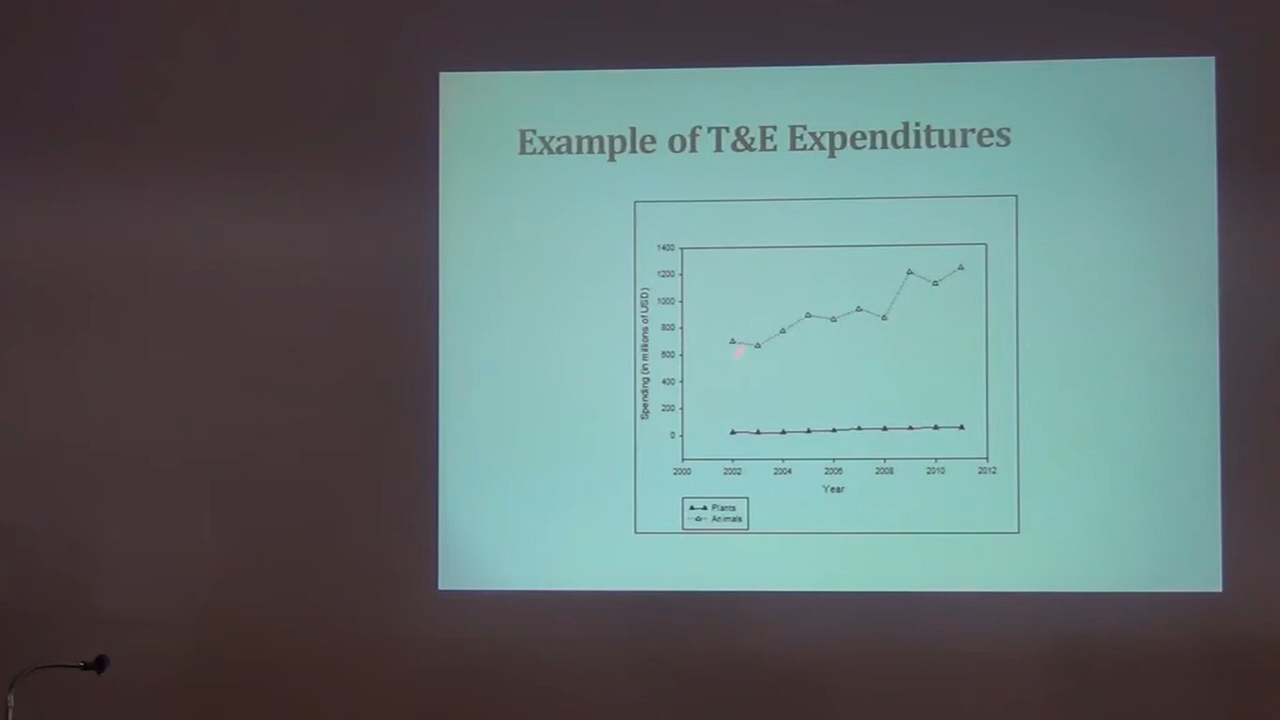 Example of T&E Expenditures
1400
1200
1000
800
600
400
200
0
Spending (in millions of USD)
2000 2002 2004 2006 2008 2010 2012
Year
Plants
Animals